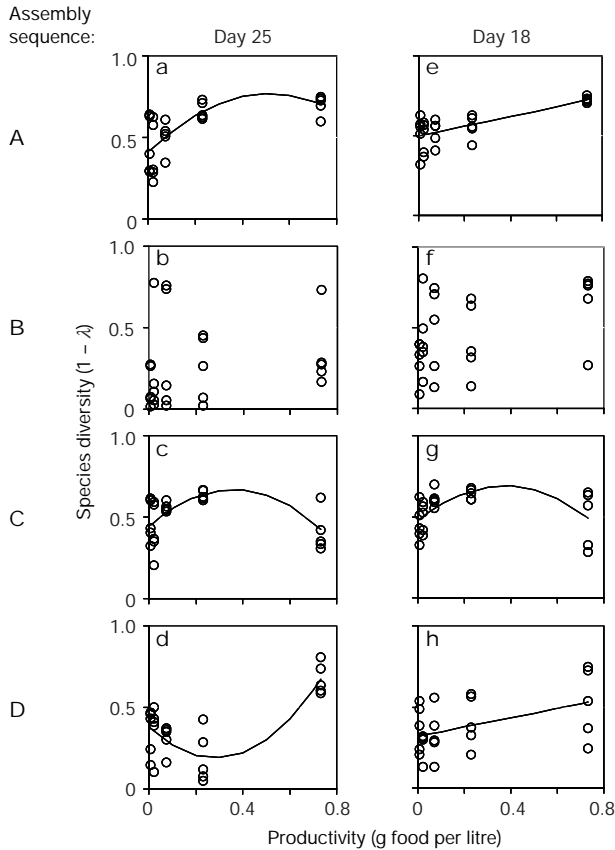 Assembly
sequence:
Day 25
Day 18
A
1.0
0.5
0
a
e
B
1.0
0.5
0
b
f
C
1.0
0.5
0
c
g
D
1.0
0.5
0
d
h
Species diversity (1 – λ)
0 0.4 0.8
0 0.4 0.8
Productivity (g food per litre)